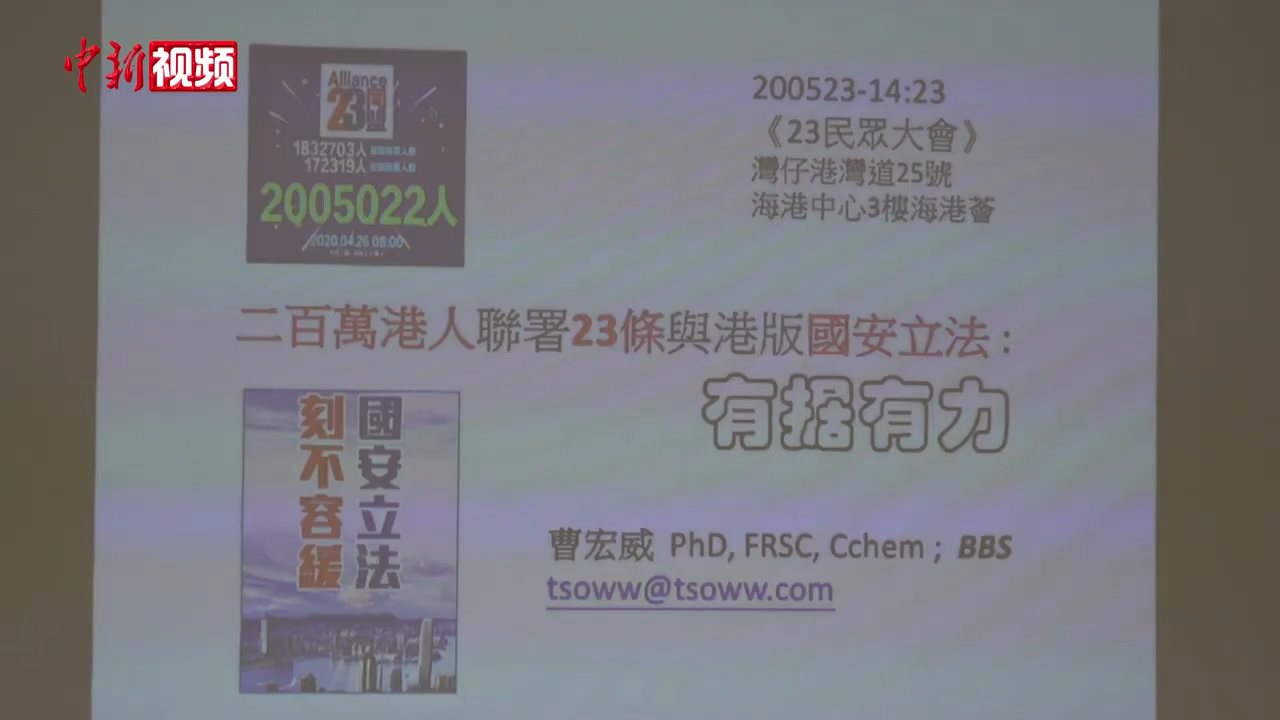 中新视频
Alliance
23
1832703人
172319人
2005022人
2020.04.26 08:00
200523-14:23
《23民眾大會》
灣仔港灣道25號
海港中心3樓海港薈
二百萬港人聯署23條與港版國安立法:
有据有力
國安立法
刻不容緩
曹宏威 PhD, FRSC, Cchem ; BBS
tsoww@tsoww.com